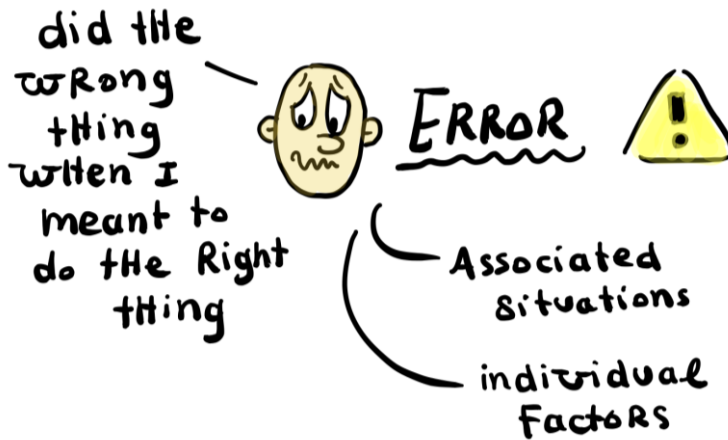 did the
wRong
tHing
wHen I
meant to
do tHe Right
tHing
ERROR
!
Associated
Situations
individual
FactoRS